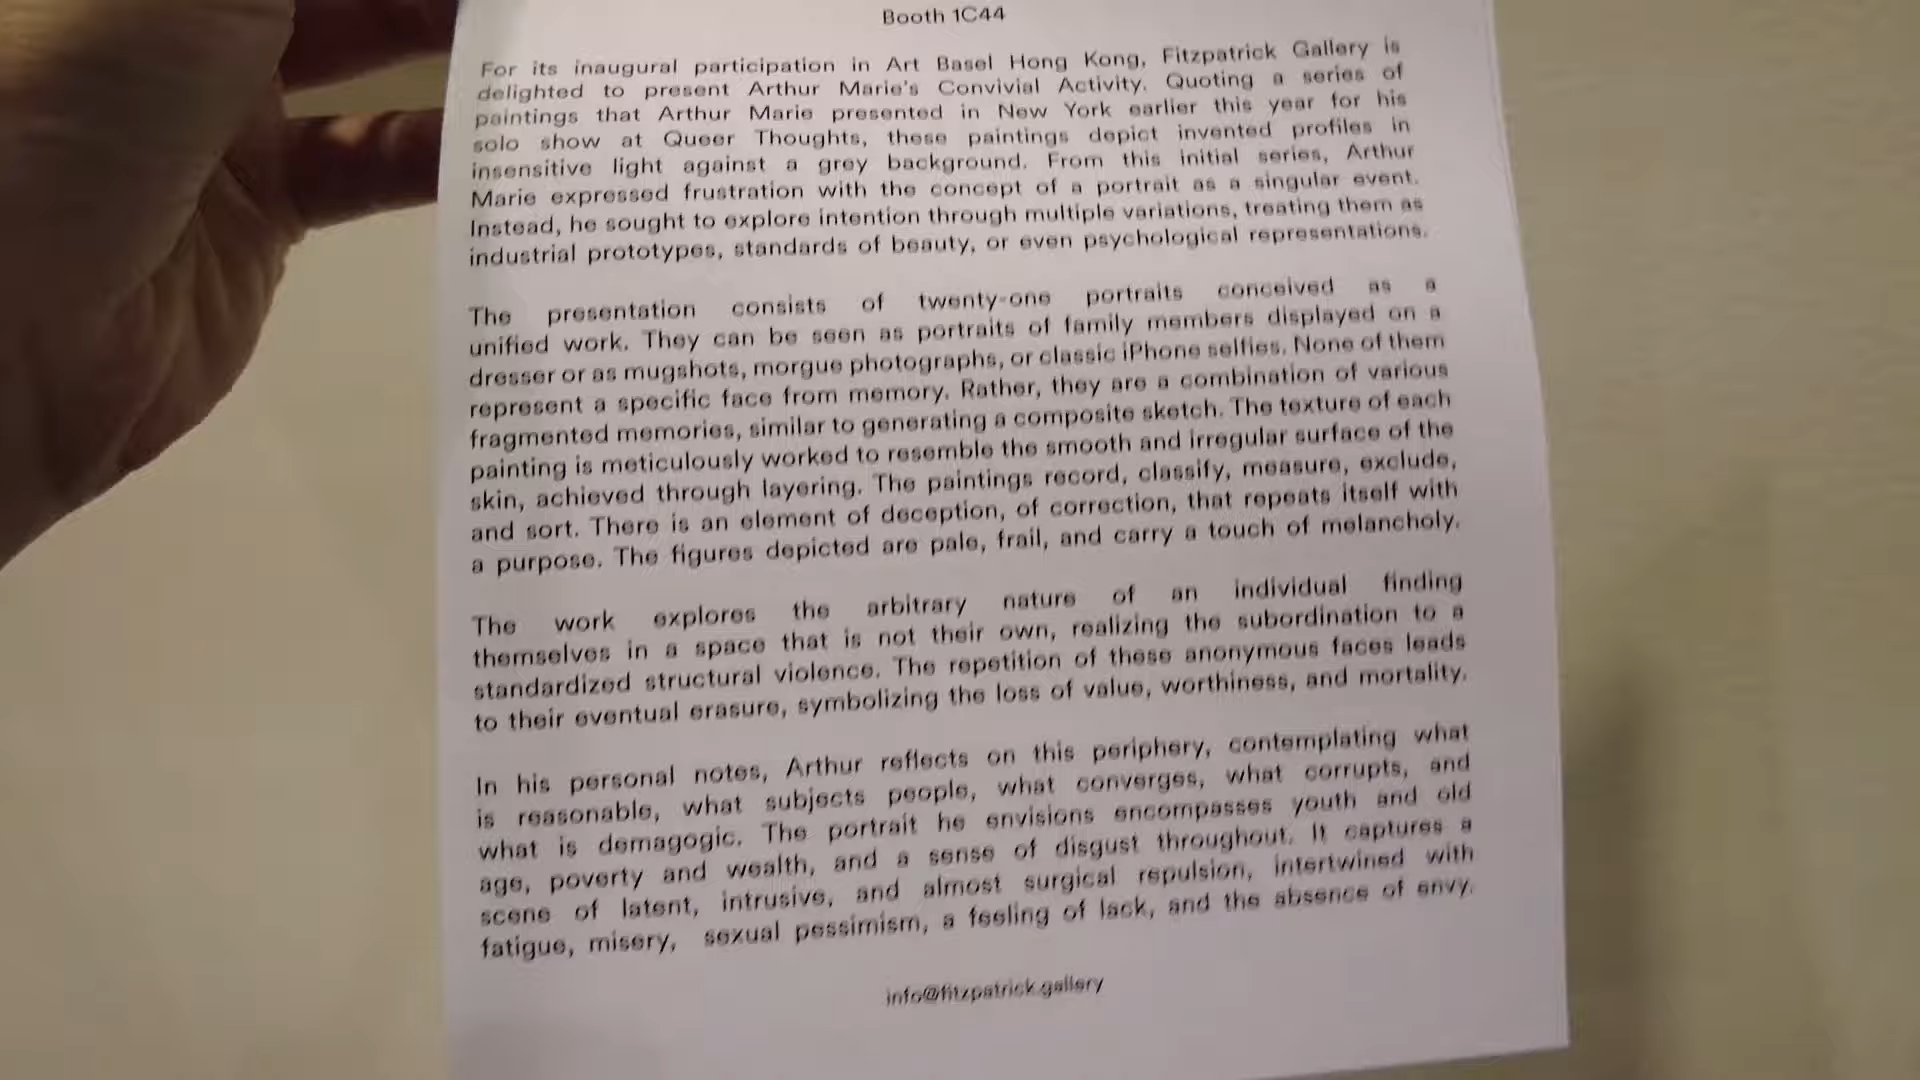 Booth 1C44
For its inaugural participation in Art Basel Hong Kong, Fitzpatrick Gallery is
delighted to present Arthur Marie's Convivial Activity. Quoting a series of
paintings that Arthur Marie presented in New York earlier this year for his
solo show at Queer Thoughts, these paintings depict invented profiles in
insensitive light against a grey background. From this initial series, Arthur
Marie expressed frustration with the concept of a portrait as a singular event.
Instead, he sought to explore intention through multiple variations, treating them as
industrial prototypes, standards of beauty, or even psychological representations.
The presentation consists of twenty-one portraits conceived as a
unified work. They can be seen as portraits of family members displayed on a
dresser or as mugshots, morgue photographs, or classic iPhone selfies. None of them
represent a specific face from memory. Rather, they are a combination of various
fragmented memories, similar to generating a composite sketch. The texture of each
painting is meticulously worked to resemble the smooth and irregular surface of the
skin, achieved through layering. The paintings record, classify, measure, exclude,
and sort. There is an element of deception, of correction, that repeats itself with
a purpose. The figures depicted are pale, frail, and carry a touch of melancholy.
The work explores the arbitrary nature of an individual finding
themselves in a space that is not their own, realizing the subordination to a
standardized structural violence. The repetition of these anonymous faces leads
to their eventual erasure, symbolizing the loss of value, worthiness, and mortality.
In his personal notes, Arthur reflects on this periphery, contemplating what
is reasonable, what subjects people, what converges, what corrupts, and
what is demagogic. The portrait he envisions encompasses youth and old
age, poverty and wealth, and a sense of disgust throughout. It captures a
scene of latent, intrusive, and almost surgical repulsion, intertwined with
fatigue, misery, sexual pessimism, a feeling of lack, and the absence of envy.
info@fitzpatrick.gallery